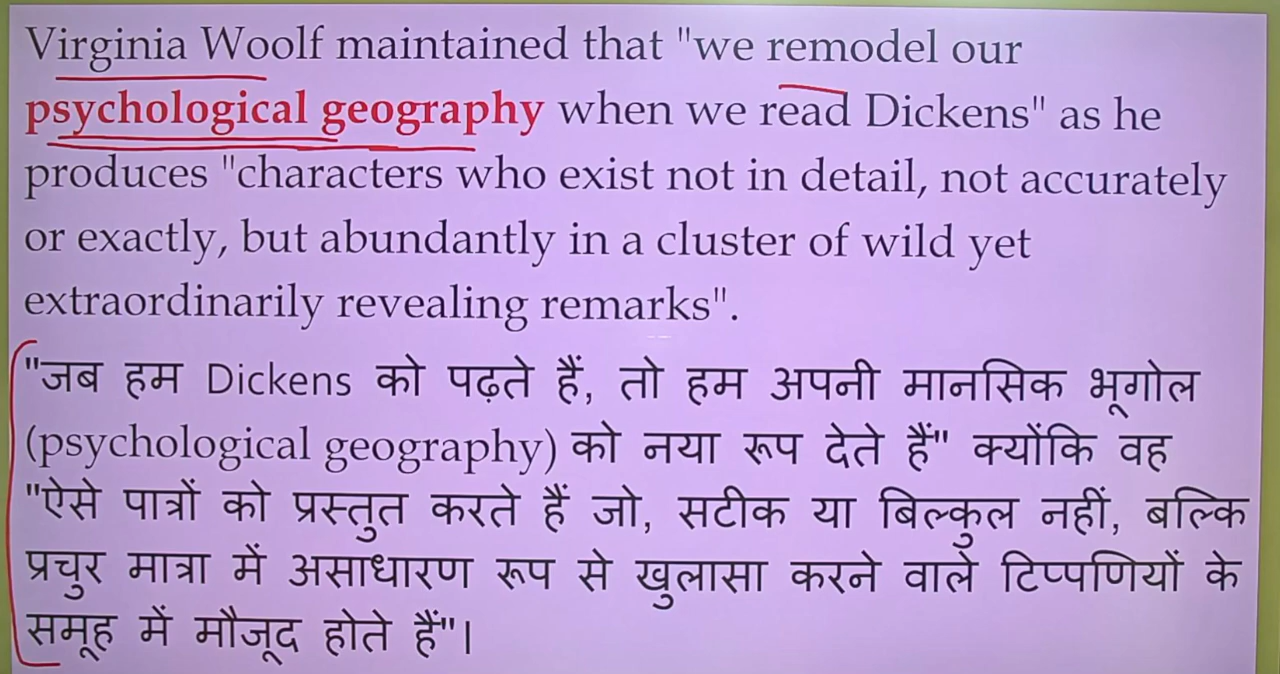 Virginia Woolf maintained that "we remodel our
psychological geography when we read Dickens" as he
produces "characters who exist not in detail, not accurately
or exactly, but abundantly in a cluster of wild yet
extraordinarily revealing remarks".
"जब हम Dickens को पढ़ते हैं, तो हम अपनी मानसिक भूगोल
(psychological geography) को नया रूप देते हैं" क्योंकि वह
"ऐसे पात्रों को प्रस्तुत करते हैं जो, सटीक या बिल्कुल नहीं, बल्कि
प्रचुर मात्रा में असाधारण रूप से खुलासा करने वाले टिप्पणियों के
समूह में मौजूद होते हैं"।